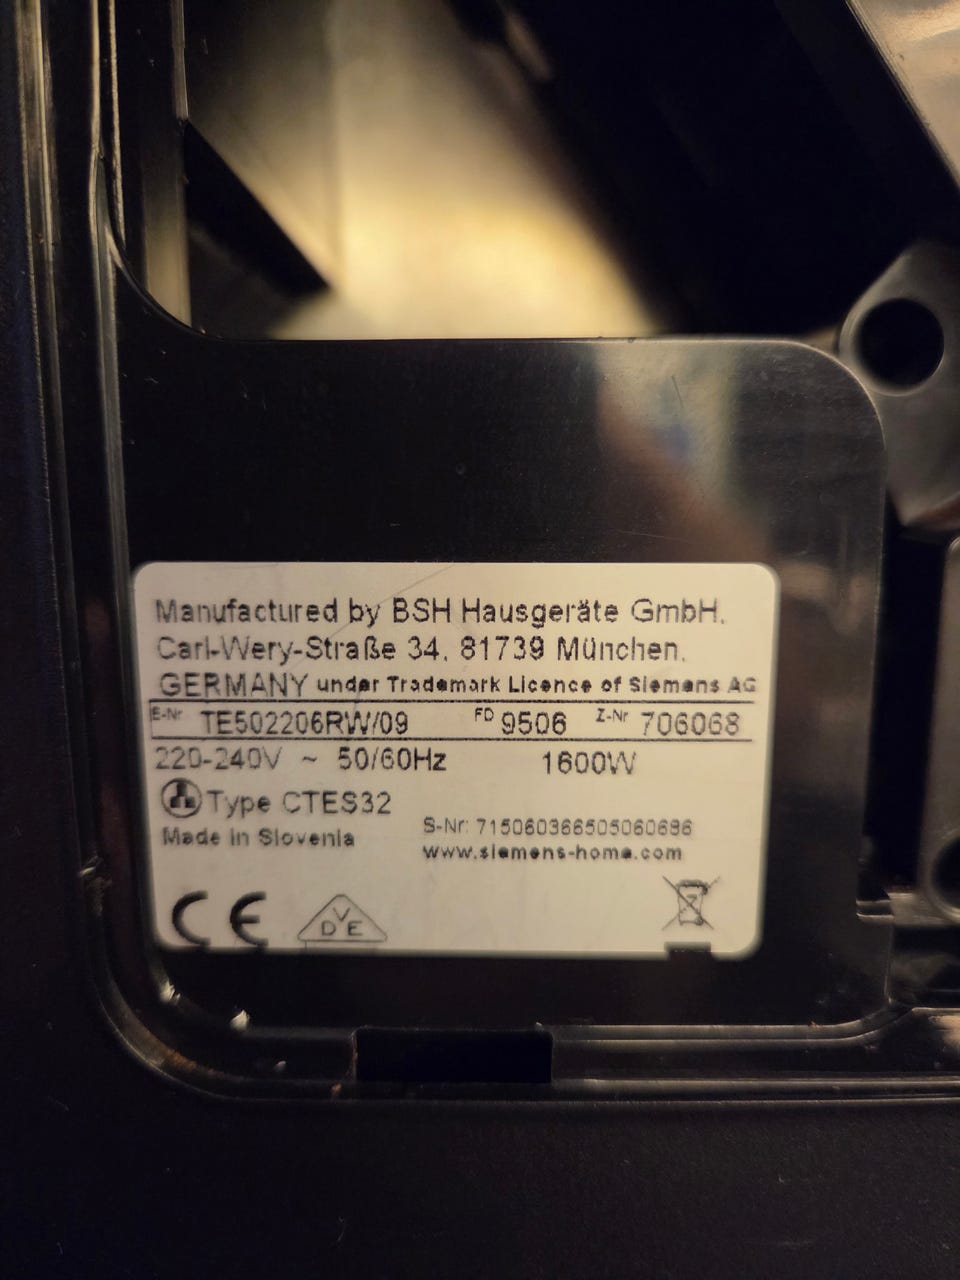 Manufactured by BSH Hausgeräte GmbH,
Carl-Wery-Straße 34, 81739 München,
GERMANY under Trademark Licence of Siemens AG
E-Nr TE502206RW/09 FD 9506 Z-Nr 706068
220-240V ~ 50/60Hz 1600W
Type CTES32
Made in Slovenia
S-Nr: 715060366505060686
www.siemens-home.com
CE
VDE